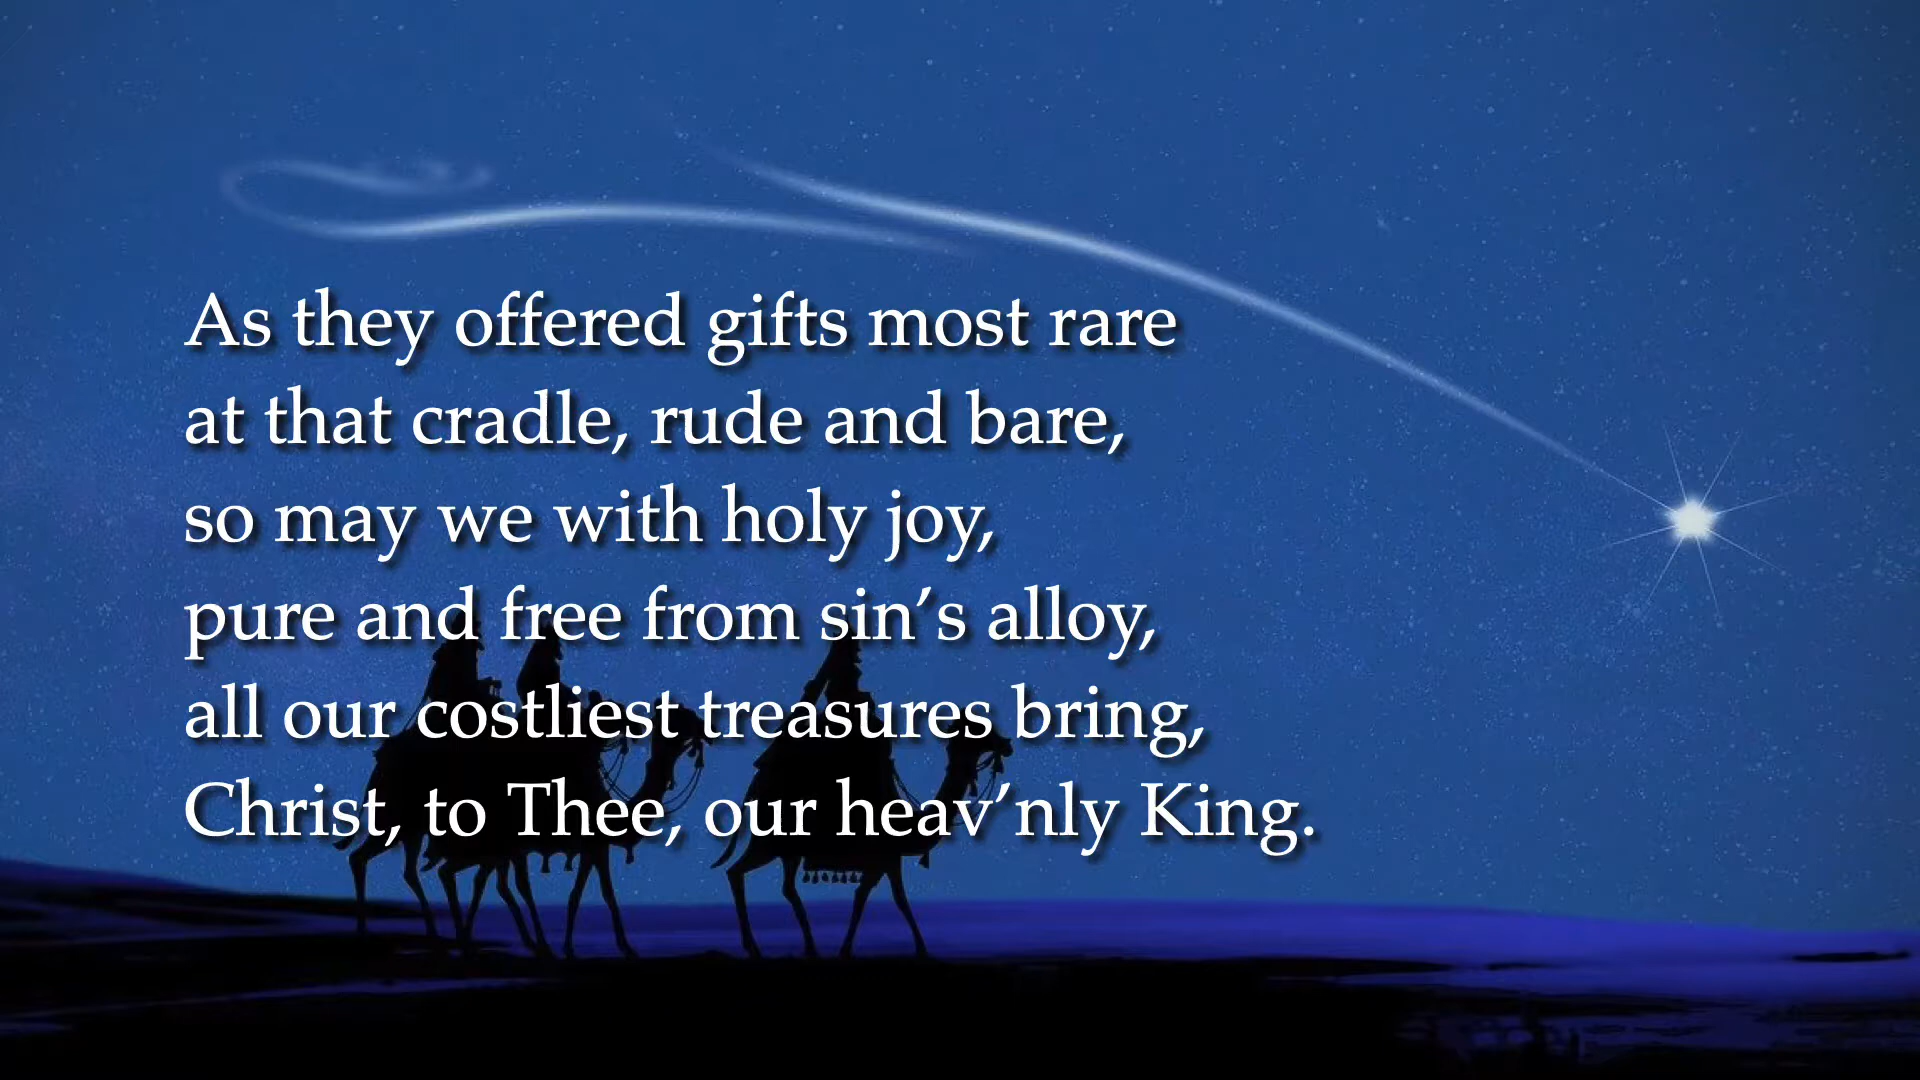 As they offered gifts most rare
at that cradle, rude and bare,
so may we with holy joy,
pure and free from sin’s alloy,
all our costliest treasures bring,
Christ, to Thee, our heav’nly King.